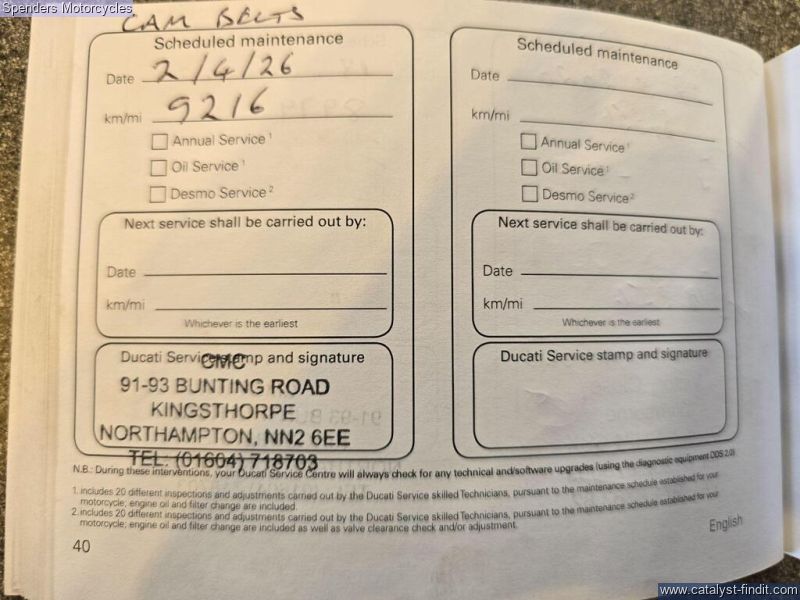 Spenders Motorcycles
CAM BELTS
Scheduled maintenance
Date 2/4/26
km/mi 9216
Annual Service 1
Oil Service 1
Desmo Service 2
Next service shall be carried out by:
Date
km/mi
Whichever is the earliest
Ducati Service stamp and signature
CMC
91-93 BUNTING ROAD
KINGSTHORPE
NORTHAMPTON, NN2 6EE
TEL: (01604) 718703
Scheduled maintenance
Date
km/mi
Annual Service 1
Oil Service 1
Desmo Service 2
Next service shall be carried out by:
Date
km/mi
Whichever is the earliest
Ducati Service stamp and signature
N.B.: During these interventions, your Ducati Service Centre will always check for any technical and/software upgrades (using the diagnostic equipment DDS 2.0)
1. includes 20 different inspections and adjustments carried out by the Ducati Service skilled Technicians, pursuant to the maintenance schedule established for your
motorcycle; engine oil and filter change are included.
2. includes 20 different inspections and adjustments carried out by the Ducati Service skilled Technicians, pursuant to the maintenance schedule established for your
motorcycle; engine oil and filter change are included as well as valve clearance check and/or adjustment.
English
40
www.catalyst-findit.com